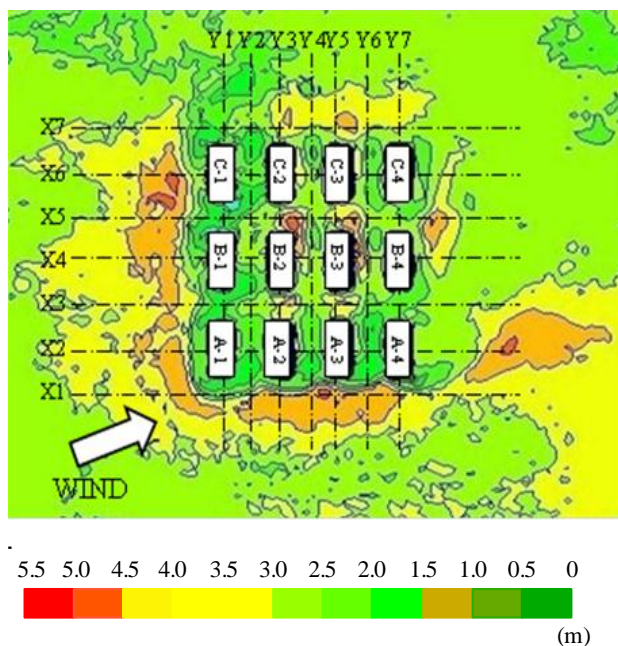 Y1 Y2 Y3 Y4 Y5 Y6 Y7
X7
X6
C-1 C-2 C-3 C-4
X5
X4
B-1 B-2 B-3 B-4
X3
X2
A-1 A-2 A-3 A-4
X1
WIND
5.5 5.0 4.5 4.0 3.5 3.0 2.5 2.0 1.5 1.0 0.5 0
(m)